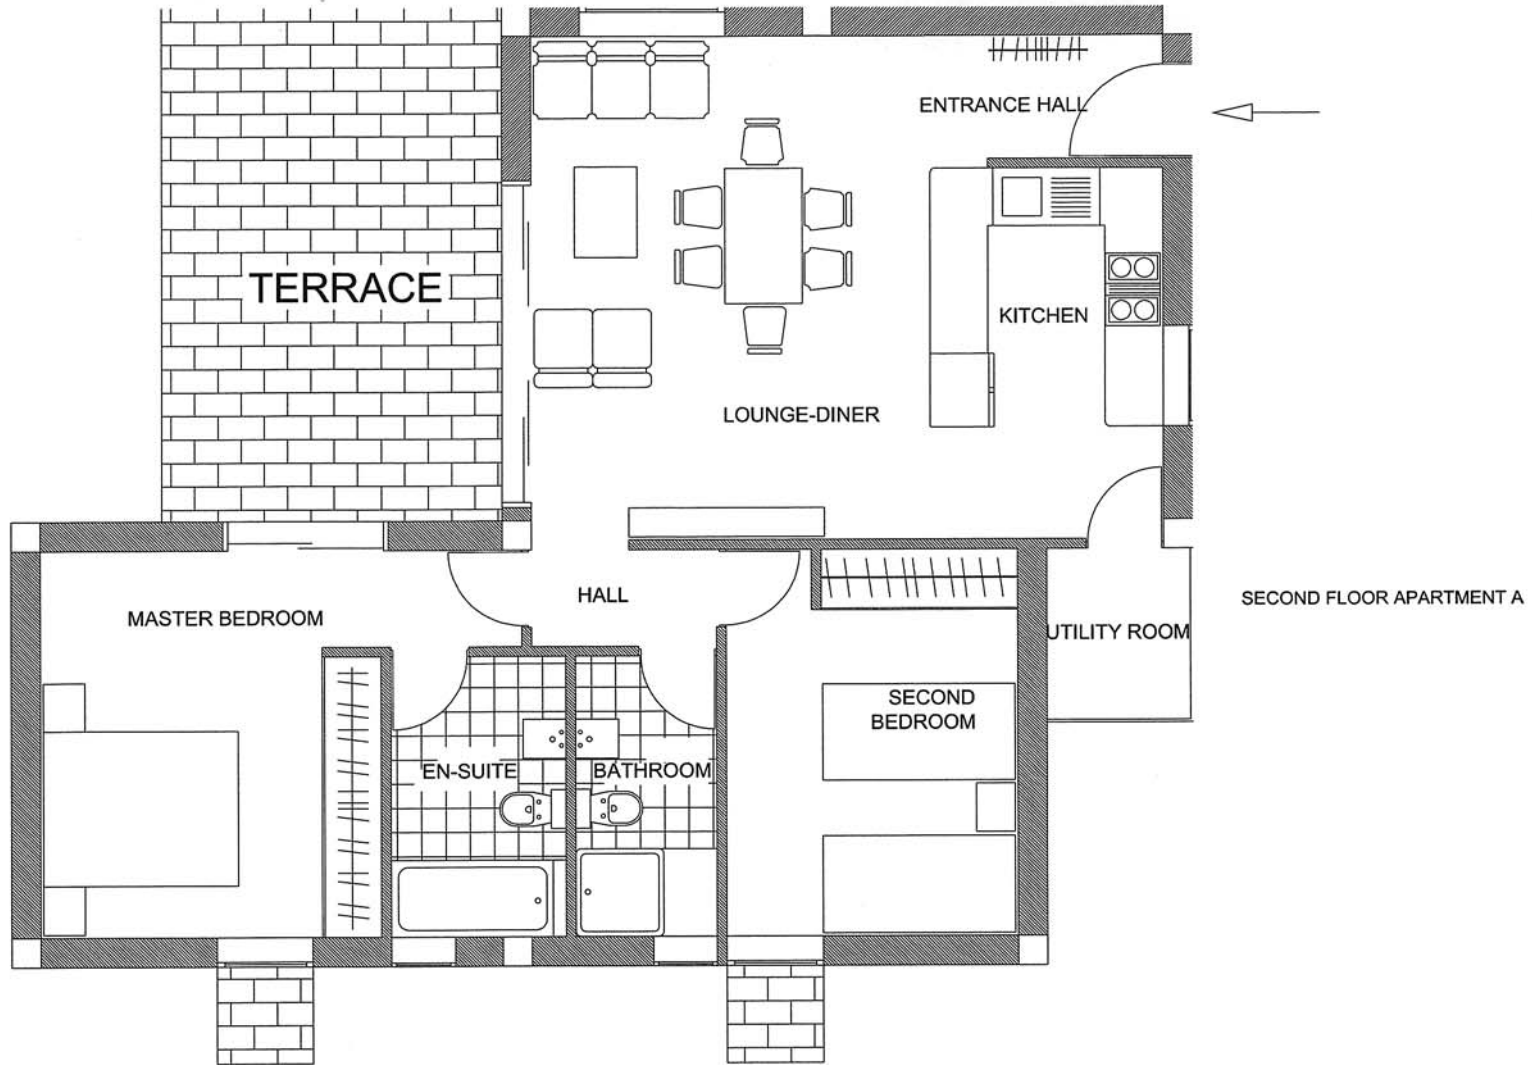 ENTRANCE HALL
TERRACE
KITCHEN
LOUNGE-DINER
HALL
MASTER BEDROOM
SECOND FLOOR APARTMENT A
UTILITY ROOM
SECOND
BEDROOM
EN-SUITE
BATHROOM